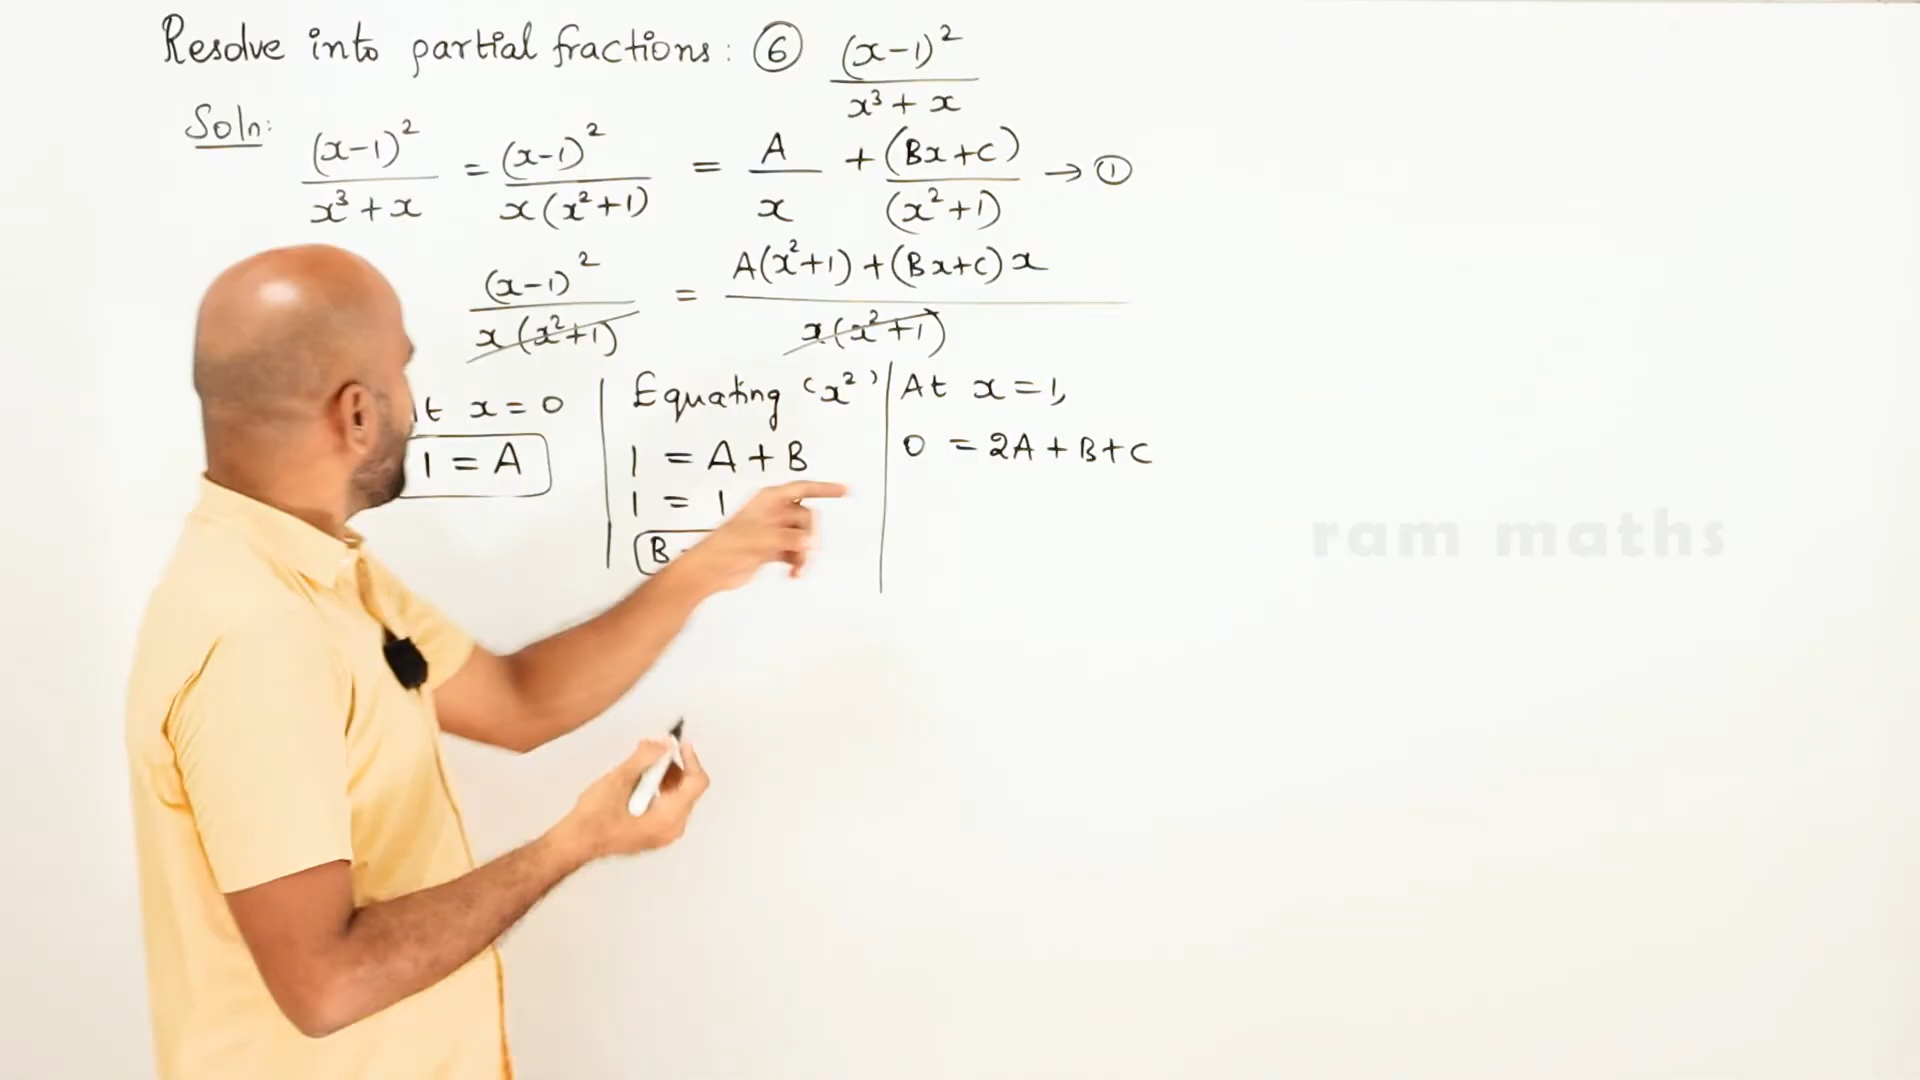 Resolve into partial fractions: ⑥ (x-1)² / x³ + x
Soln:
(x-1)² / x³ + x = (x-1)² / x(x²+1) = A / x + (Bx+C) / (x²+1) → ①
(x-1)² / x(x²+1) = A(x²+1) + (Bx+C)x / x(x²+1)
x = 0
1 = A
Equating 'x²'
1 = A + B
1 = 1
B
At x = 1,
0 = 2A + B + C
ram maths